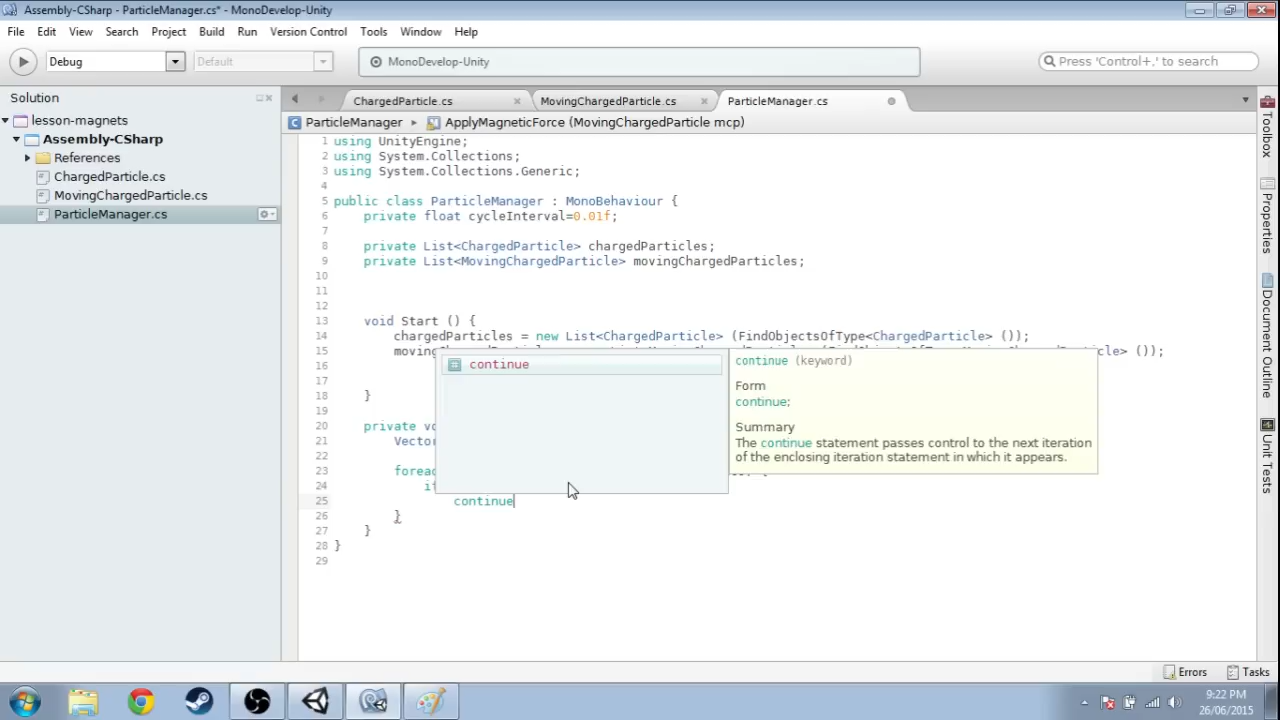 Assembly-CSharp - ParticleManager.cs* - MonoDevelop-Unity
File Edit View Search Project Build Run Version Control Tools Window Help
Debug Default MonoDevelop-Unity Press 'Control+,' to search
Solution
ChargedParticle.cs MovingChargedParticle.cs ParticleManager.cs
lesson-magnets
Assembly-CSharp
References
ChargedParticle.cs
MovingChargedParticle.cs
ParticleManager.cs
ParticleManager ApplyMagneticForce (MovingChargedParticle mcp)
1 using UnityEngine;
2 using System.Collections;
3 using System.Collections.Generic;
4
5 public class ParticleManager : MonoBehaviour {
6 private float cycleInterval=0.01f;
7
8 private List<ChargedParticle> chargedParticles;
9 private List<MovingChargedParticle> movingChargedParticles;
10
11
12
13 void Start () {
14 chargedParticles = new List<ChargedParticle> (FindObjectsOfType<ChargedParticle> ());
15
16
17
18 }
19
20 private
21
22
23
24
25 continue
26 }
27 }
28 }
29
continue
continue (keyword)
Form
continue;
Summary
The continue statement passes control to the next iteration
of the enclosing iteration statement in which it appears.
Toolbox
Properties
Document Outline
Unit Tests
Errors Tasks
9:22 PM
26/06/2015